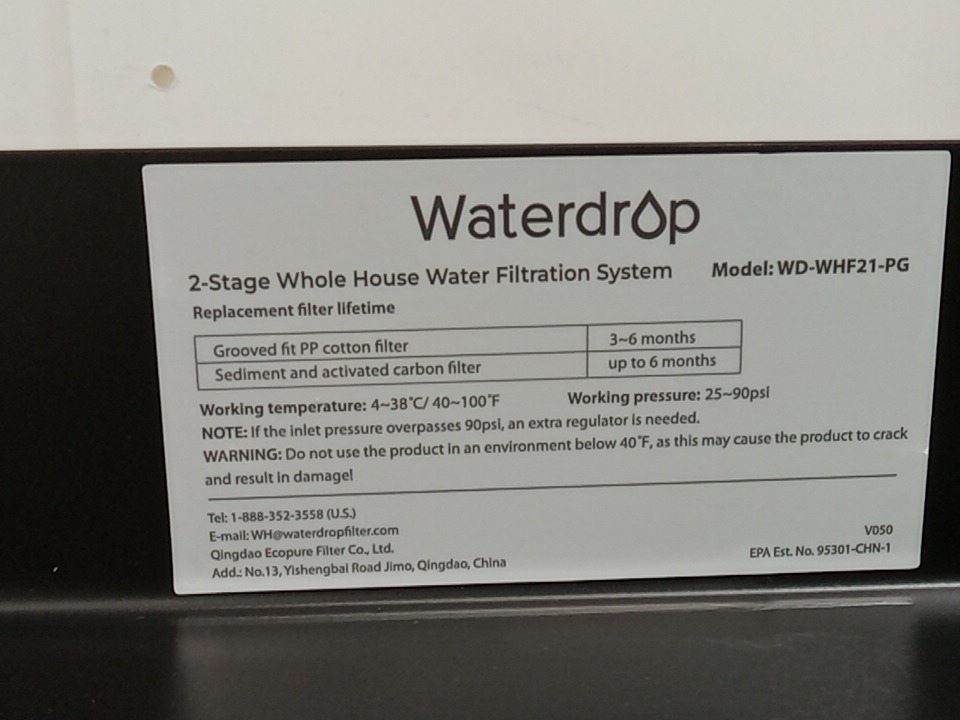 Waterdrop
2-Stage Whole House Water Filtration System Model: WD-WHF21-PG
Replacement filter lifetime
Grooved fit PP cotton filter 3~6 months
Sediment and activated carbon filter up to 6 months
Working temperature: 4~38°C/ 40~100°F Working pressure: 25~90psi
NOTE: If the inlet pressure overpasses 90psi, an extra regulator is needed.
WARNING: Do not use the product in an environment below 40°F, as this may cause the product to crack
and result in damage!
Tel: 1-888-352-3558 (U.S.)
E-mail: WH@waterdropfilter.com
Qingdao Ecopure Filter Co., Ltd.
Add.: No.13, Yishengbai Road Jimo, Qingdao, China
V050
EPA Est. No. 95301-CHN-1